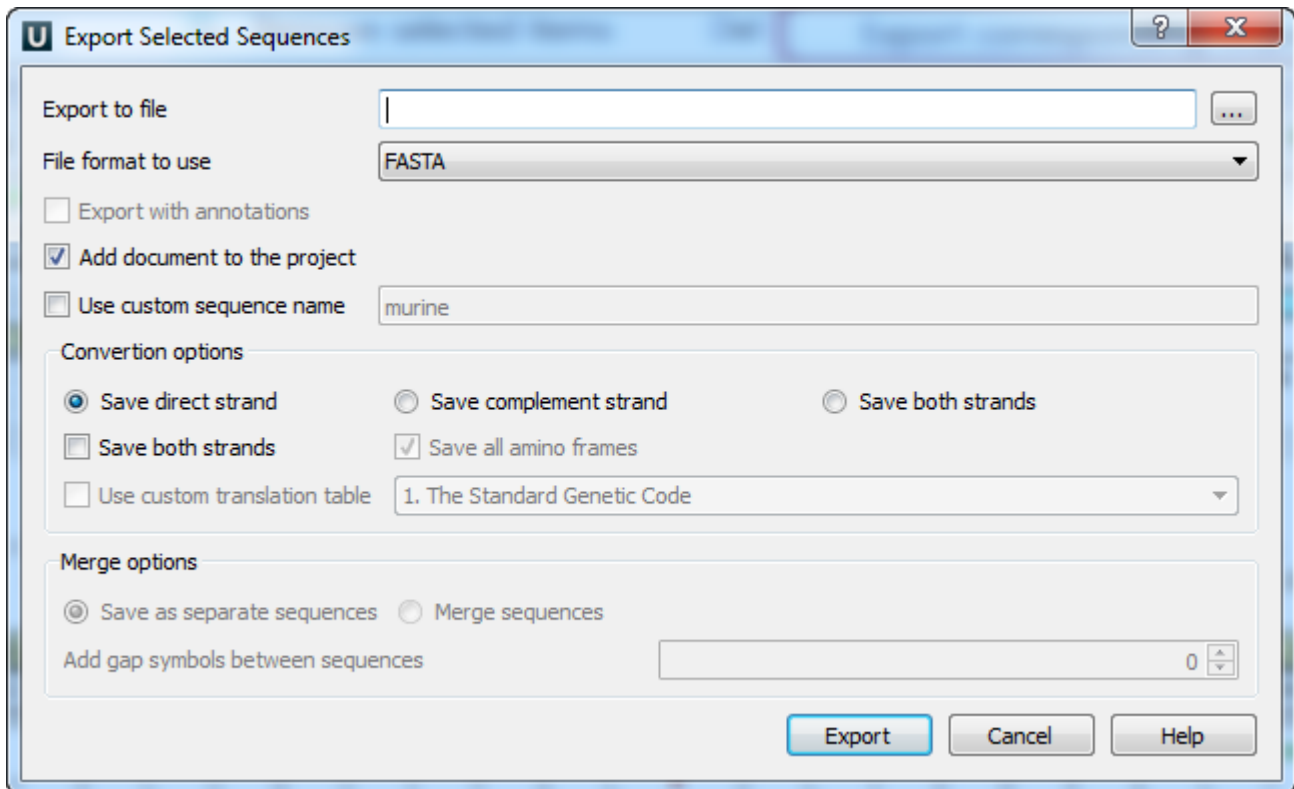 U Export Selected Sequences ? X
Export to file ...
File format to use FASTA
Export with annotations
Add document to the project
Use custom sequence name murine
Convertion options
Save direct strand Save complement strand Save both strands
Save both strands Save all amino frames
Use custom translation table 1. The Standard Genetic Code
Merge options
Save as separate sequences Merge sequences
Add gap symbols between sequences 0
Export Cancel Help